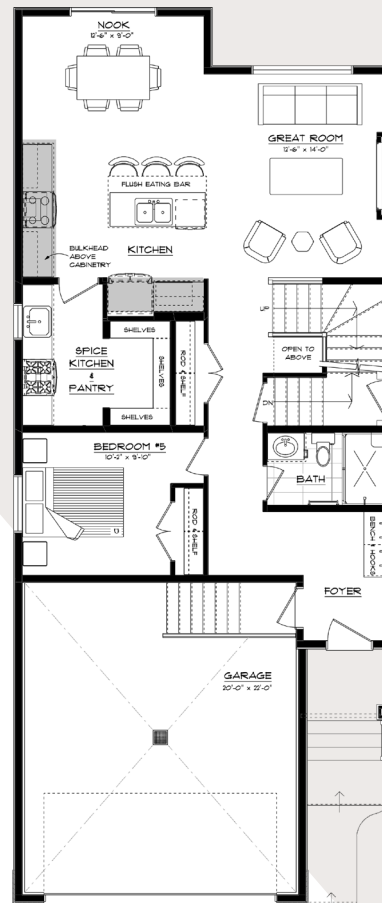 NOOK
12'-6" x 9'-0"
GREAT ROOM
12'-6" x 14'-0"
FLUSH EATING BAR
KITCHEN
BULKHEAD
ABOVE
CABINETRY
UP
OPEN TO
ABOVE
DN
SHELVES
SPICE
KITCHEN
&
PANTRY
SHELVES
SHELVES
ROD & SHELF
BEDROOM #5
10'-2" x 9'-10"
ROD & SHELF
BATH
BENCH & HOOKS
FOYER
GARAGE
20'-0" x 22'-0"